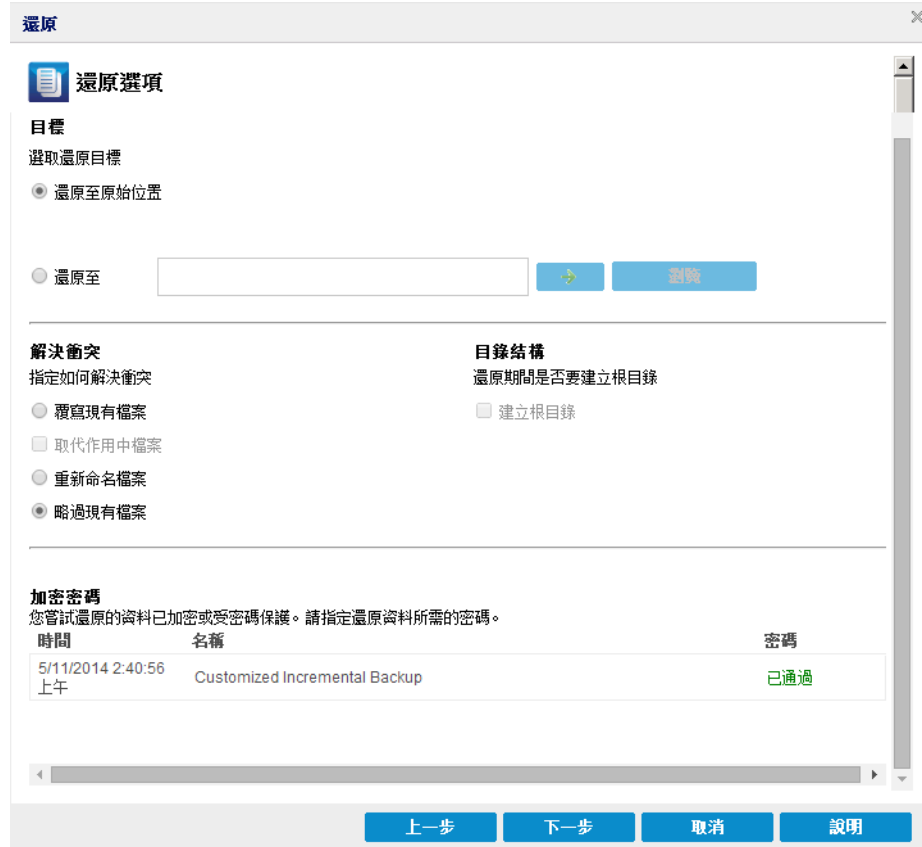 還原
還原選項
目標
選取還原目標
還原至原始位置
還原至
瀏覽
解決衝突
指定如何解決衝突
覆寫現有檔案
取代作用中檔案
重新命名檔案
略過現有檔案
目錄結構
還原期間是否要建立根目錄
建立根目錄
加密密碼
您嘗試還原的資料已加密或受密碼保護。請指定還原資料所需的密碼。
時間 名稱 密碼
5/11/2014 2:40:56
上午
Customized Incremental Backup
已通過
上一步 下一步 取消 說明